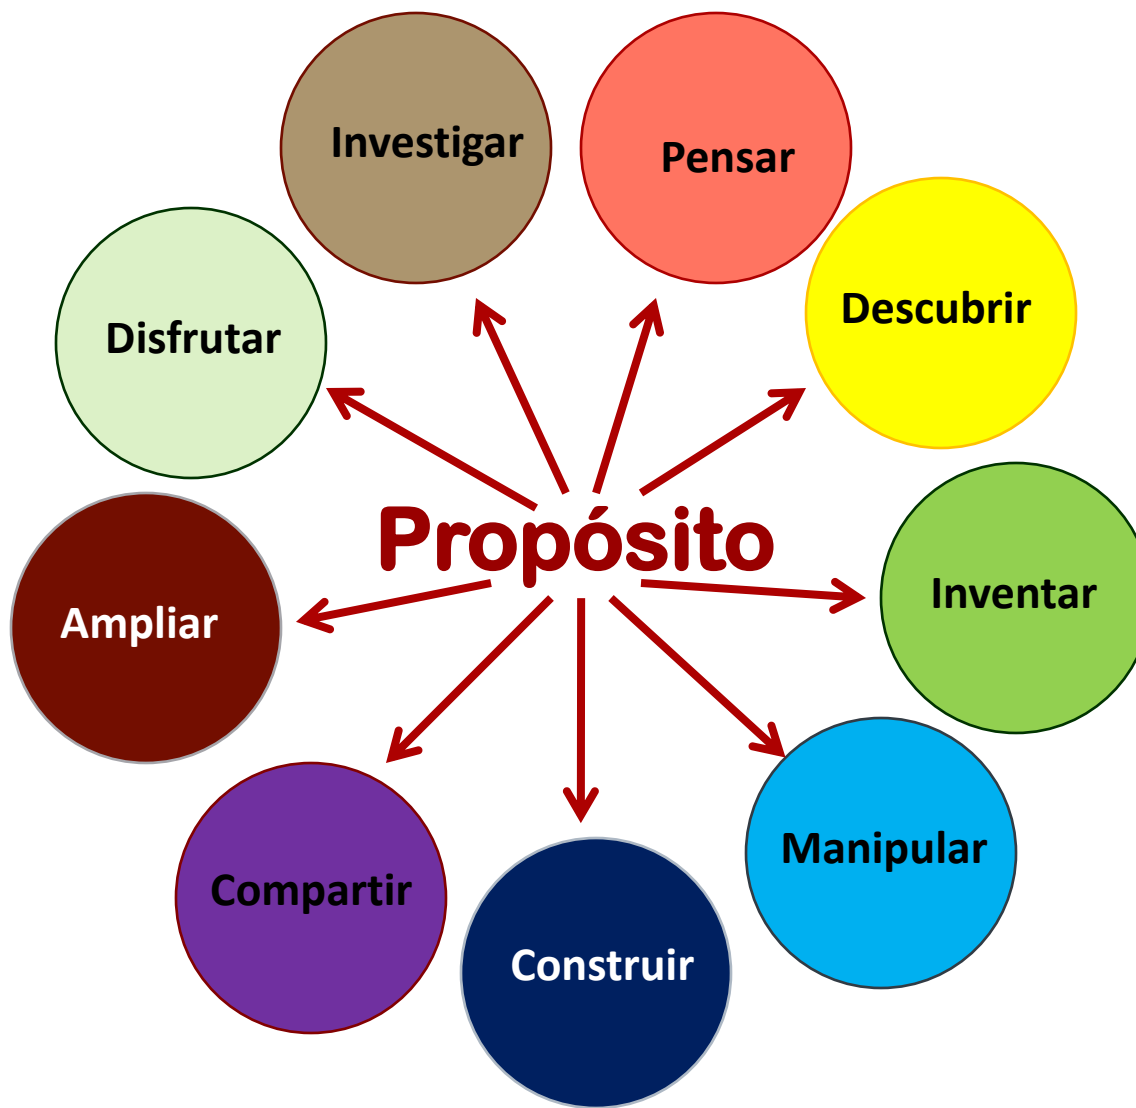 Investigar
Pensar
Descubrir
Disfrutar
Propósito
Inventar
Ampliar
Manipular
Compartir
Construir